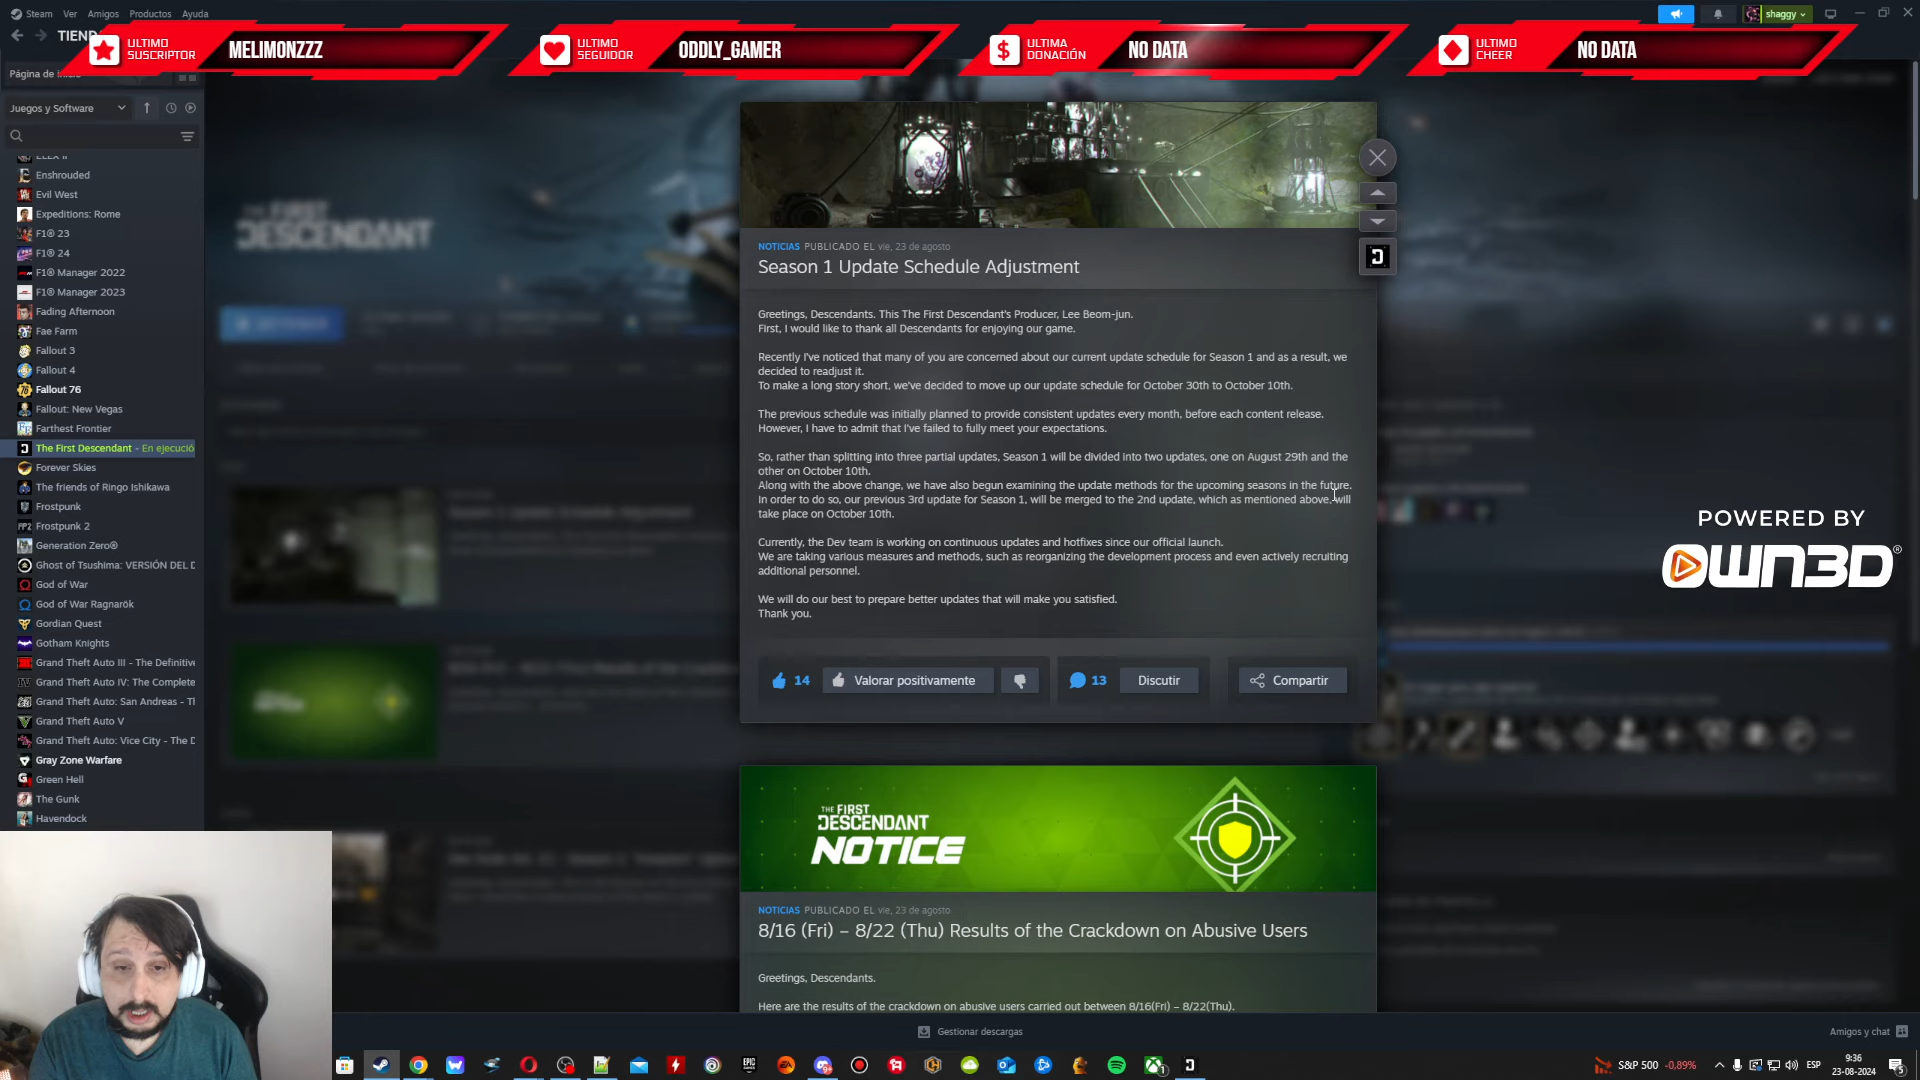 Steam Ver Amigos Productos Ayuda
shaggy
ULTIMO SUSCRIPTOR
MELIMONZZZ
ULTIMO SEGUIDOR
ODDLY_GAMER
ULTIMA DONACIÓN
NO DATA
ULTIMO CHEER
NO DATA
Juegos y Software
Enshrouded
Evil West
Expeditions: Rome
F1® 23
F1® 24
F1® Manager 2022
F1® Manager 2023
Fading Afternoon
Fae Farm
Fallout 3
Fallout 4
Fallout 76
Fallout: New Vegas
Farthest Frontier
The First Descendant - En ejecució
Forever Skies
The friends of Ringo Ishikawa
Frostpunk
Frostpunk 2
Generation Zero®
Ghost of Tsushima: VERSIÓN DEL D
God of War
God of War Ragnarök
Gordian Quest
Gotham Knights
Grand Theft Auto III - The Definitive
Grand Theft Auto IV: The Complete
Grand Theft Auto: San Andreas - Th
Grand Theft Auto V
Grand Theft Auto: Vice City - The D
Gray Zone Warfare
Green Hell
The Gunk
Havendock
THE FIRST
DESCENDANT
NOTICIAS PUBLICADO EL vie, 23 de agosto
Season 1 Update Schedule Adjustment
Greetings, Descendants. This The First Descendant's Producer, Lee Beom-jun.
First, I would like to thank all Descendants for enjoying our game.
Recently I've noticed that many of you are concerned about our current update schedule for Season 1 and as a result, we
decided to readjust it.
To make a long story short, we've decided to move up our update schedule for October 30th to October 10th.
The previous schedule was initially planned to provide consistent updates every month, before each content release.
However, I have to admit that I've failed to fully meet your expectations.
So, rather than splitting into three partial updates, Season 1 will be divided into two updates, one on August 29th and the
other on October 10th.
Along with the above change, we have also begun examining the update methods for the upcoming seasons in the future.
In order to do so, our previous 3rd update for Season 1, will be merged to the 2nd update, which as mentioned above, will
take place on October 10th.
Currently, the Dev team is working on continuous updates and hotfixes since our official launch.
We are taking various measures and methods, such as reorganizing the development process and even actively recruiting
additional personnel.
We will do our best to prepare better updates that will make you satisfied.
Thank you.
14 Valorar positivamente 13 Discutir Compartir
THE FIRST
DESCENDANT
NOTICE
NOTICIAS PUBLICADO EL vie, 23 de agosto
8/16 (Fri) – 8/22 (Thu) Results of the Crackdown on Abusive Users
Greetings, Descendants.
Here are the results of the crackdown on abusive users carried out between 8/16(Fri) – 8/22(Thu).
POWERED BY
OWN3D®
Gestionar descargas
Amigos y chat
S&P 500 -0,89%
ESP
9:36
23-08-2024